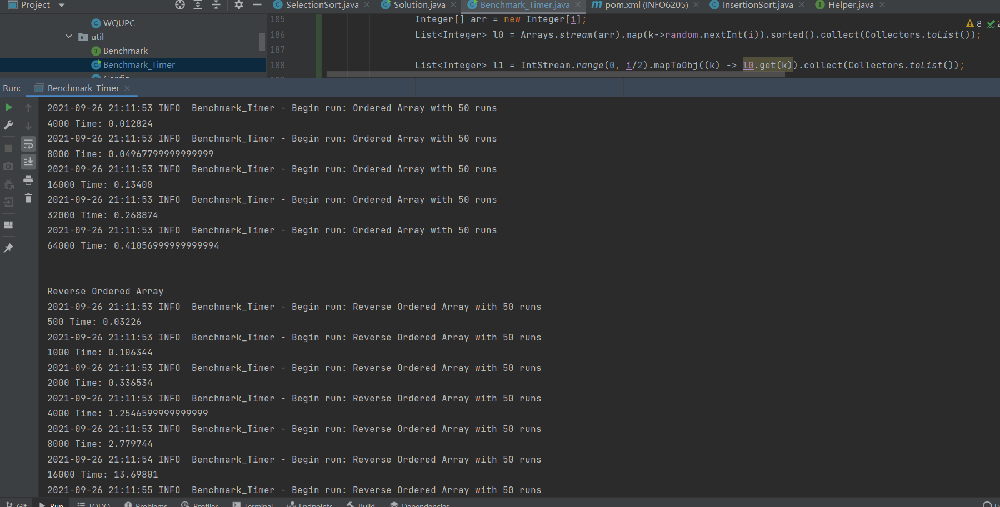 Project SelectionSort.java Solution.java Benchmark_Timer.java pom.xml (INFO6205) InsertionSort.java Helper.java
WQUPC
util
Benchmark
Benchmark_Timer
Config
185 Integer[] arr = new Integer[i];
186 List<Integer> l0 = Arrays.stream(arr).map(k->random.nextInt(i)).sorted().collect(Collectors.toList());
187
188 List<Integer> l1 = IntStream.range(0, i/2).mapToObj((k) -> l0.get(k)).collect(Collectors.toList());
8 2
Run: Benchmark_Timer
2021-09-26 21:11:53 INFO  Benchmark_Timer - Begin run: Ordered Array with 50 runs
4000 Time: 0.012824
2021-09-26 21:11:53 INFO  Benchmark_Timer - Begin run: Ordered Array with 50 runs
8000 Time: 0.04967799999999999
2021-09-26 21:11:53 INFO  Benchmark_Timer - Begin run: Ordered Array with 50 runs
16000 Time: 0.13408
2021-09-26 21:11:53 INFO  Benchmark_Timer - Begin run: Ordered Array with 50 runs
32000 Time: 0.268874
2021-09-26 21:11:53 INFO  Benchmark_Timer - Begin run: Ordered Array with 50 runs
64000 Time: 0.41056999999999994
Reverse Ordered Array
2021-09-26 21:11:53 INFO  Benchmark_Timer - Begin run: Reverse Ordered Array with 50 runs
500 Time: 0.03226
2021-09-26 21:11:53 INFO  Benchmark_Timer - Begin run: Reverse Ordered Array with 50 runs
1000 Time: 0.106344
2021-09-26 21:11:53 INFO  Benchmark_Timer - Begin run: Reverse Ordered Array with 50 runs
2000 Time: 0.336534
2021-09-26 21:11:53 INFO  Benchmark_Timer - Begin run: Reverse Ordered Array with 50 runs
4000 Time: 1.2546599999999999
2021-09-26 21:11:53 INFO  Benchmark_Timer - Begin run: Reverse Ordered Array with 50 runs
8000 Time: 2.779744
2021-09-26 21:11:54 INFO  Benchmark_Timer - Begin run: Reverse Ordered Array with 50 runs
16000 Time: 13.69801
2021-09-26 21:11:55 INFO  Benchmark_Timer - Begin run: Reverse Ordered Array with 50 runs
Git Run TODO Problems Profiler Terminal Endpoints Build Dependencies